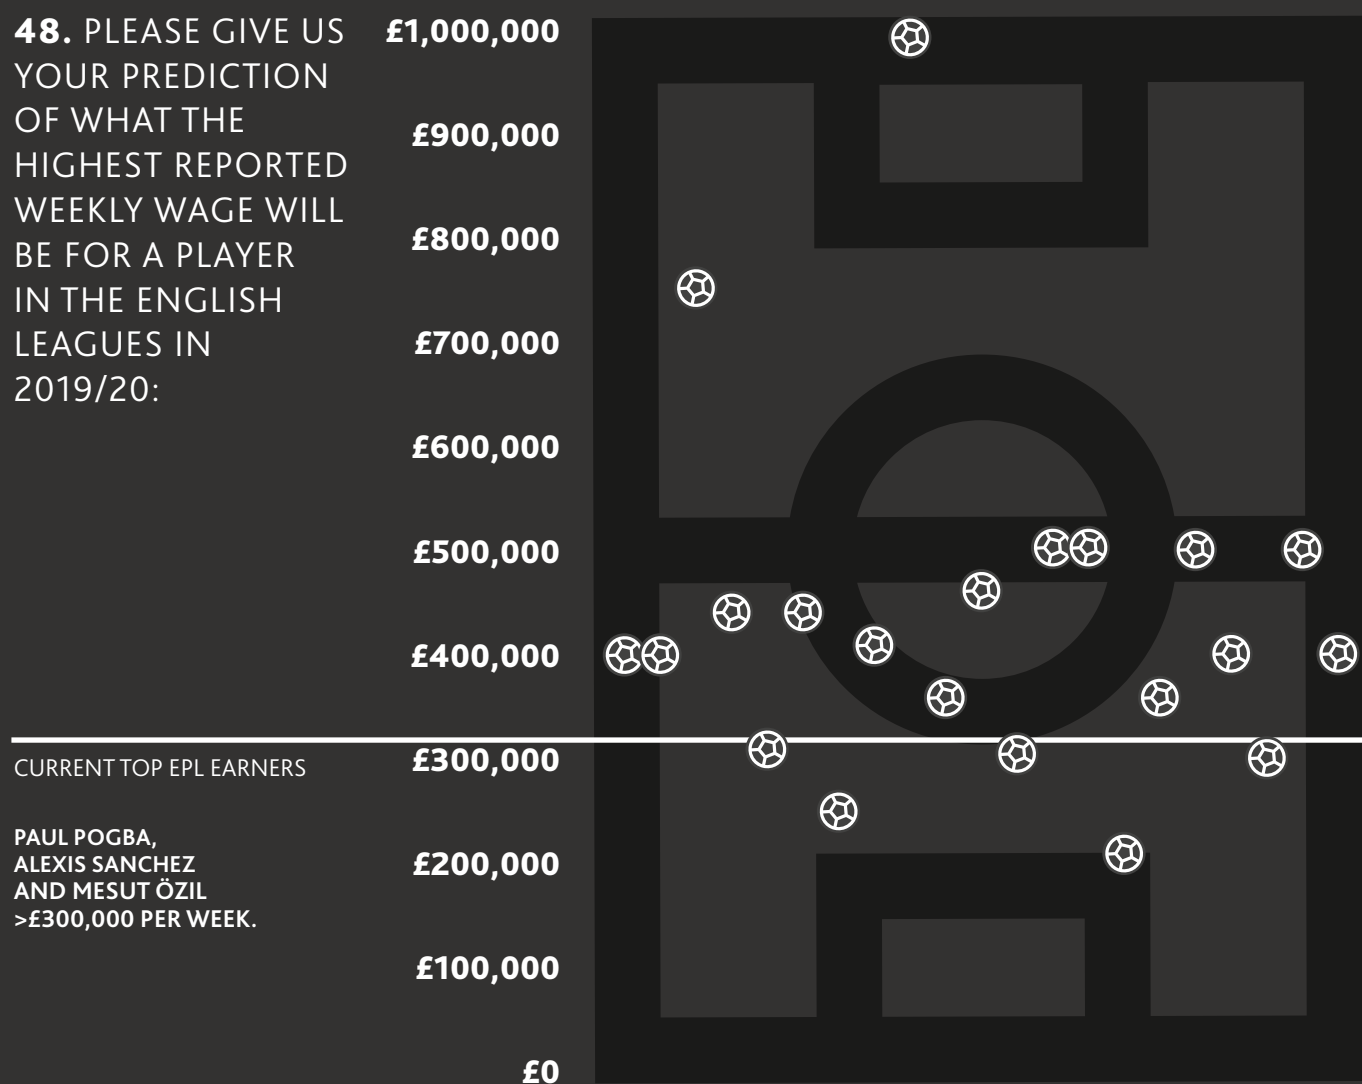 48. PLEASE GIVE US
YOUR PREDICTION
OF WHAT THE
HIGHEST REPORTED
WEEKLY WAGE WILL
BE FOR A PLAYER
IN THE ENGLISH
LEAGUES IN
2019/20:
£1,000,000
£900,000
£800,000
£700,000
£600,000
£500,000
£400,000
£300,000
£200,000
£100,000
£0
CURRENT TOP EPL EARNERS
PAUL POGBA,
ALEXIS SANCHEZ
AND MESUT ÖZIL
>£300,000 PER WEEK.